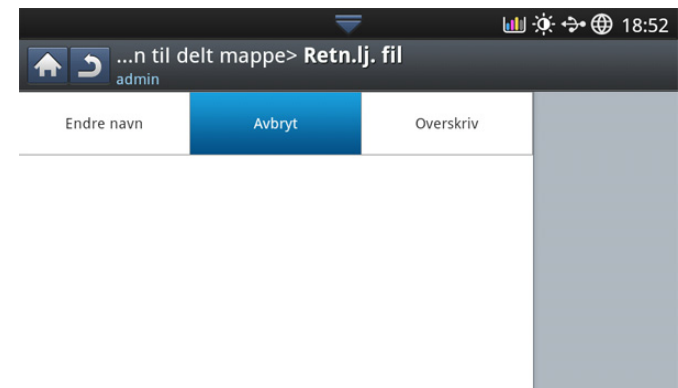 18:52
...n til delt mappe> Retn.lj. fil
admin
Endre navn Avbryt Overskriv